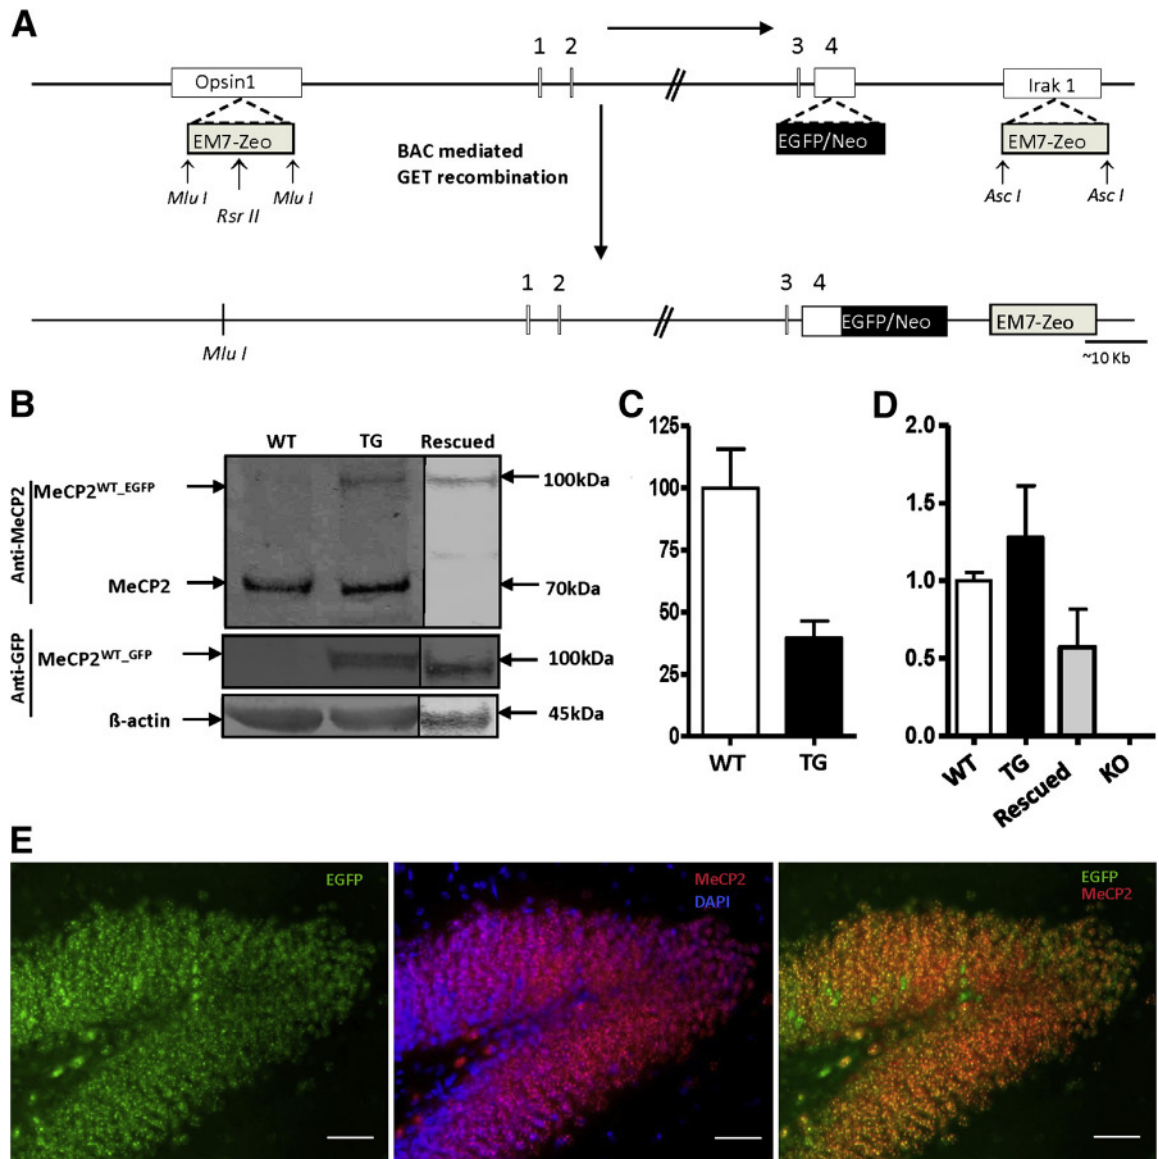 A
1 2 3 4
Opsin1 Irak 1
EM7-Zeo EGFP/Neo EM7-Zeo
Mlu I Rsr II Mlu I Asc I Asc I
BAC mediated
GET recombination
1 2 3 4
EGFP/Neo EM7-Zeo
Mlu I ~10 Kb
B
WT TG Rescued
Anti-MeCP2
MeCP2WT_EGFP 100kDa
MeCP2 70kDa
Anti-GFP
MeCP2WT_GFP 100kDa
ß-actin 45kDa
C
125
100
75
50
25
0
WT TG
D
2.0
1.5
1.0
0.5
0.0
WT TG Rescued KO
E
EGFP
MeCP2
DAPI
EGFP
MeCP2